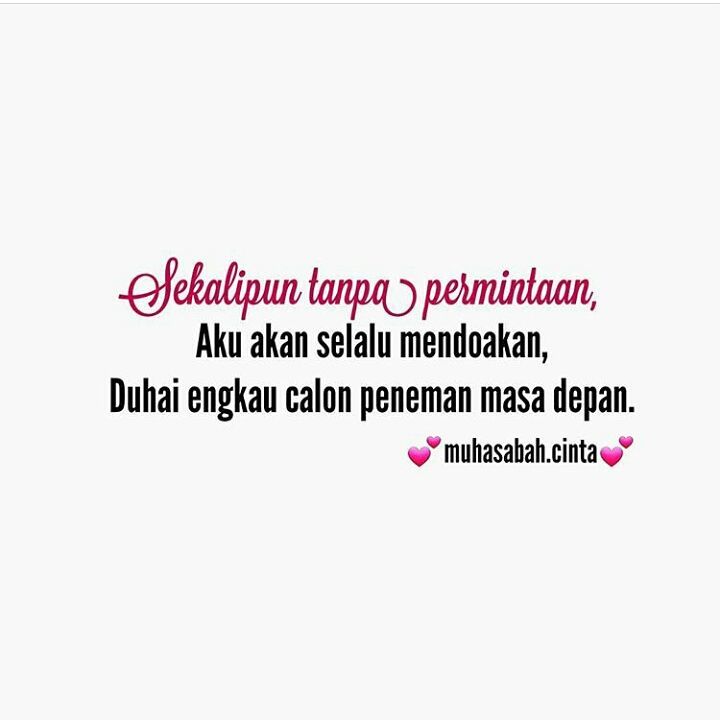 Sekalipun tanpa permintaan,
Aku akan selalu mendoakan,
Duhai engkau calon peneman masa depan.
💕muhasabah.cinta💕